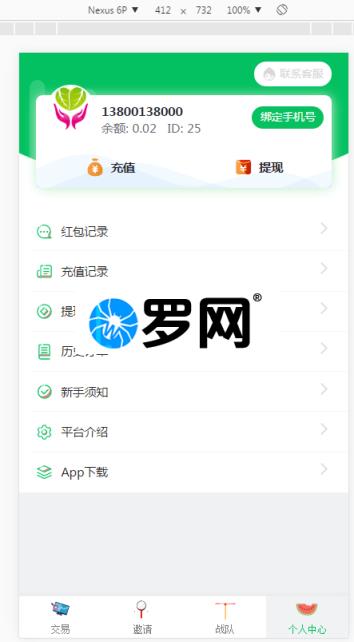 Nexus 6P ▼ 412 × 732 100% ▼
联系客服
13800138000
余额: 0.02 ID: 25
绑定手机号
充值 提现
红包记录
充值记录
提
罗网®
历史
新手须知
平台介绍
App下载
交易 邀请 战队 个人中心